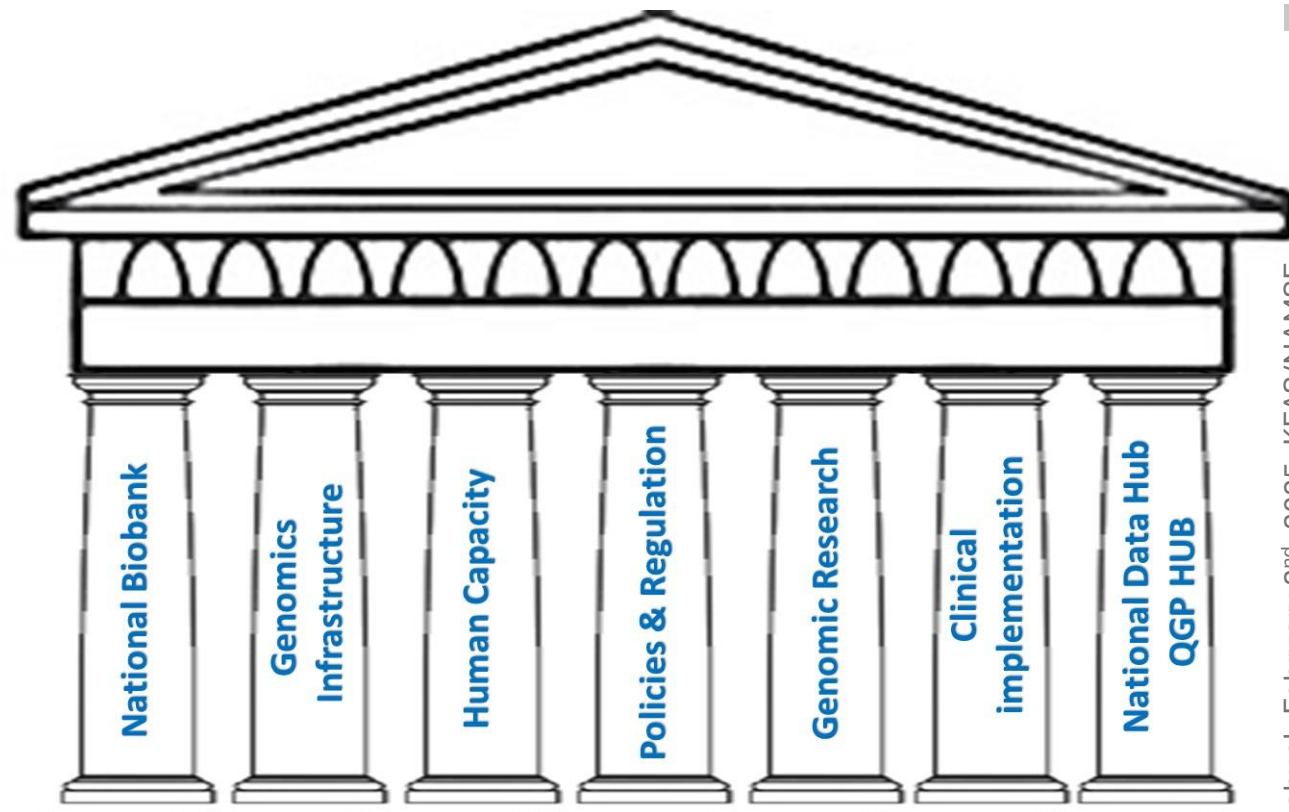 National Biobank
Genomics
Infrastructure
Human Capacity
Policies & Regulation
Genomic Research
Clinical
implementation
National Data Hub
QGP HUB